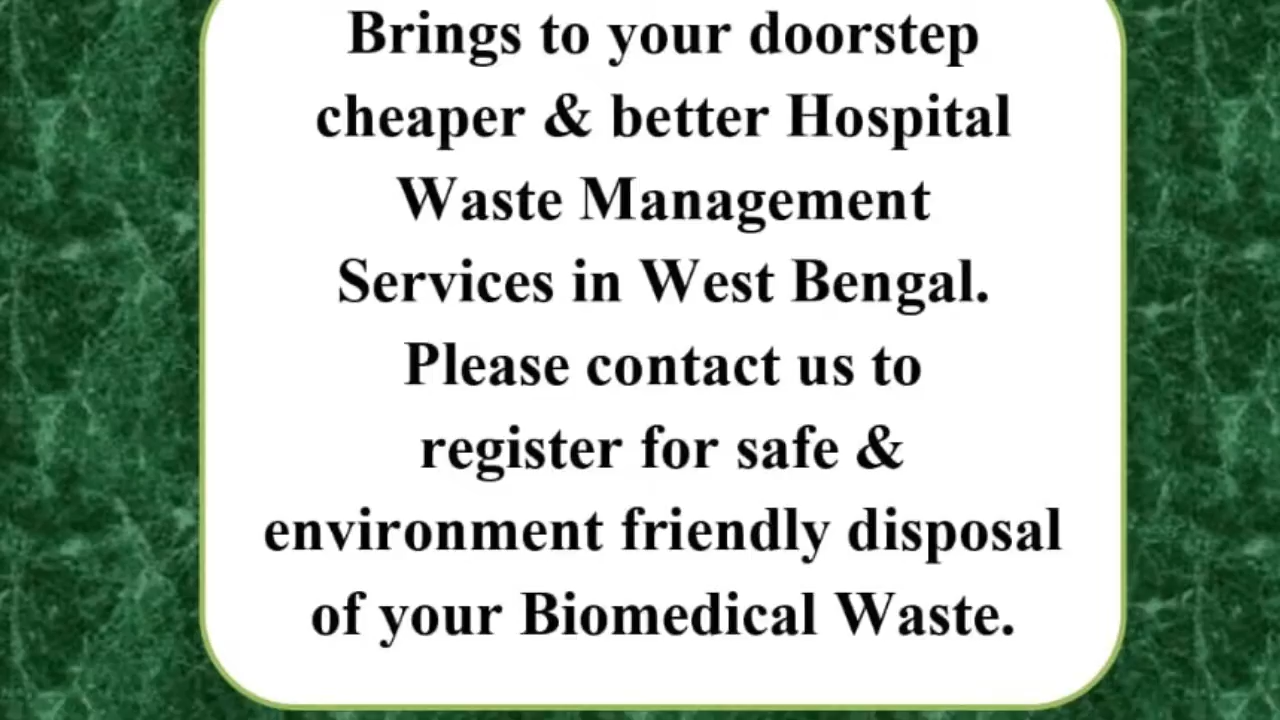 Brings to your doorstep
cheaper & better Hospital
Waste Management
Services in West Bengal.
Please contact us to
register for safe &
environment friendly disposal
of your Biomedical Waste.